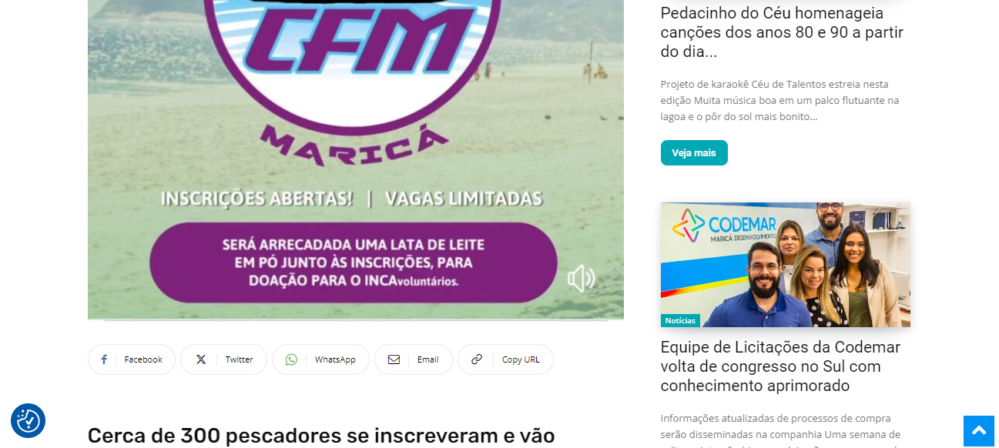 CFM
MARICÁ
INSCRIÇÕES ABERTAS! | VAGAS LIMITADAS
SERÁ ARRECADADA UMA LATA DE LEITE
EM PÓ JUNTO ÀS INSCRIÇÕES, PARA
DOAÇÃO PARA O INCAvoluntários.
Facebook
Twitter
WhatsApp
Email
Copy URL
Cerca de 300 pescadores se inscreveram e vão
Pedacinho do Céu homenageia
canções dos anos 80 e 90 a partir
do dia...
Projeto de karaokê Céu de Talentos estreia nesta
edição Muita música boa em um palco flutuante na
lagoa e o pôr do sol mais bonito...
Veja mais
CODEMAR
MARICÁ DESENVOLVIMENTO
Notícias
Equipe de Licitações da Codemar
volta de congresso no Sul com
conhecimento aprimorado
Informações atualizadas de processos de compra
serão disseminadas na companhia Uma semana de